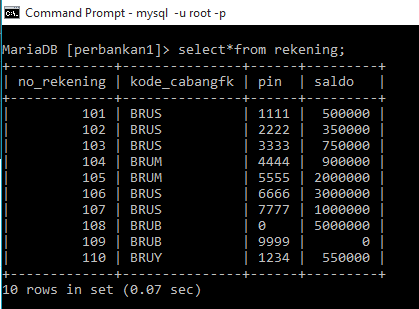 Command Prompt - mysql -u root -p
MariaDB [perbankan1]> select*from rekening;
+-------------+---------------+------+---------+
| no_rekening | kode_cabangfk | pin  | saldo   |
+-------------+---------------+------+---------+
|         101 | BRUS          | 1111 |  500000 |
|         102 | BRUS          | 2222 |  350000 |
|         103 | BRUS          | 3333 |  750000 |
|         104 | BRUM          | 4444 |  900000 |
|         105 | BRUM          | 5555 | 2000000 |
|         106 | BRUS          | 6666 | 3000000 |
|         107 | BRUS          | 7777 | 1000000 |
|         108 | BRUB          | 0    | 5000000 |
|         109 | BRUB          | 9999 |       0 |
|         110 | BRUY          | 1234 |  550000 |
+-------------+---------------+------+---------+
10 rows in set (0.07 sec)